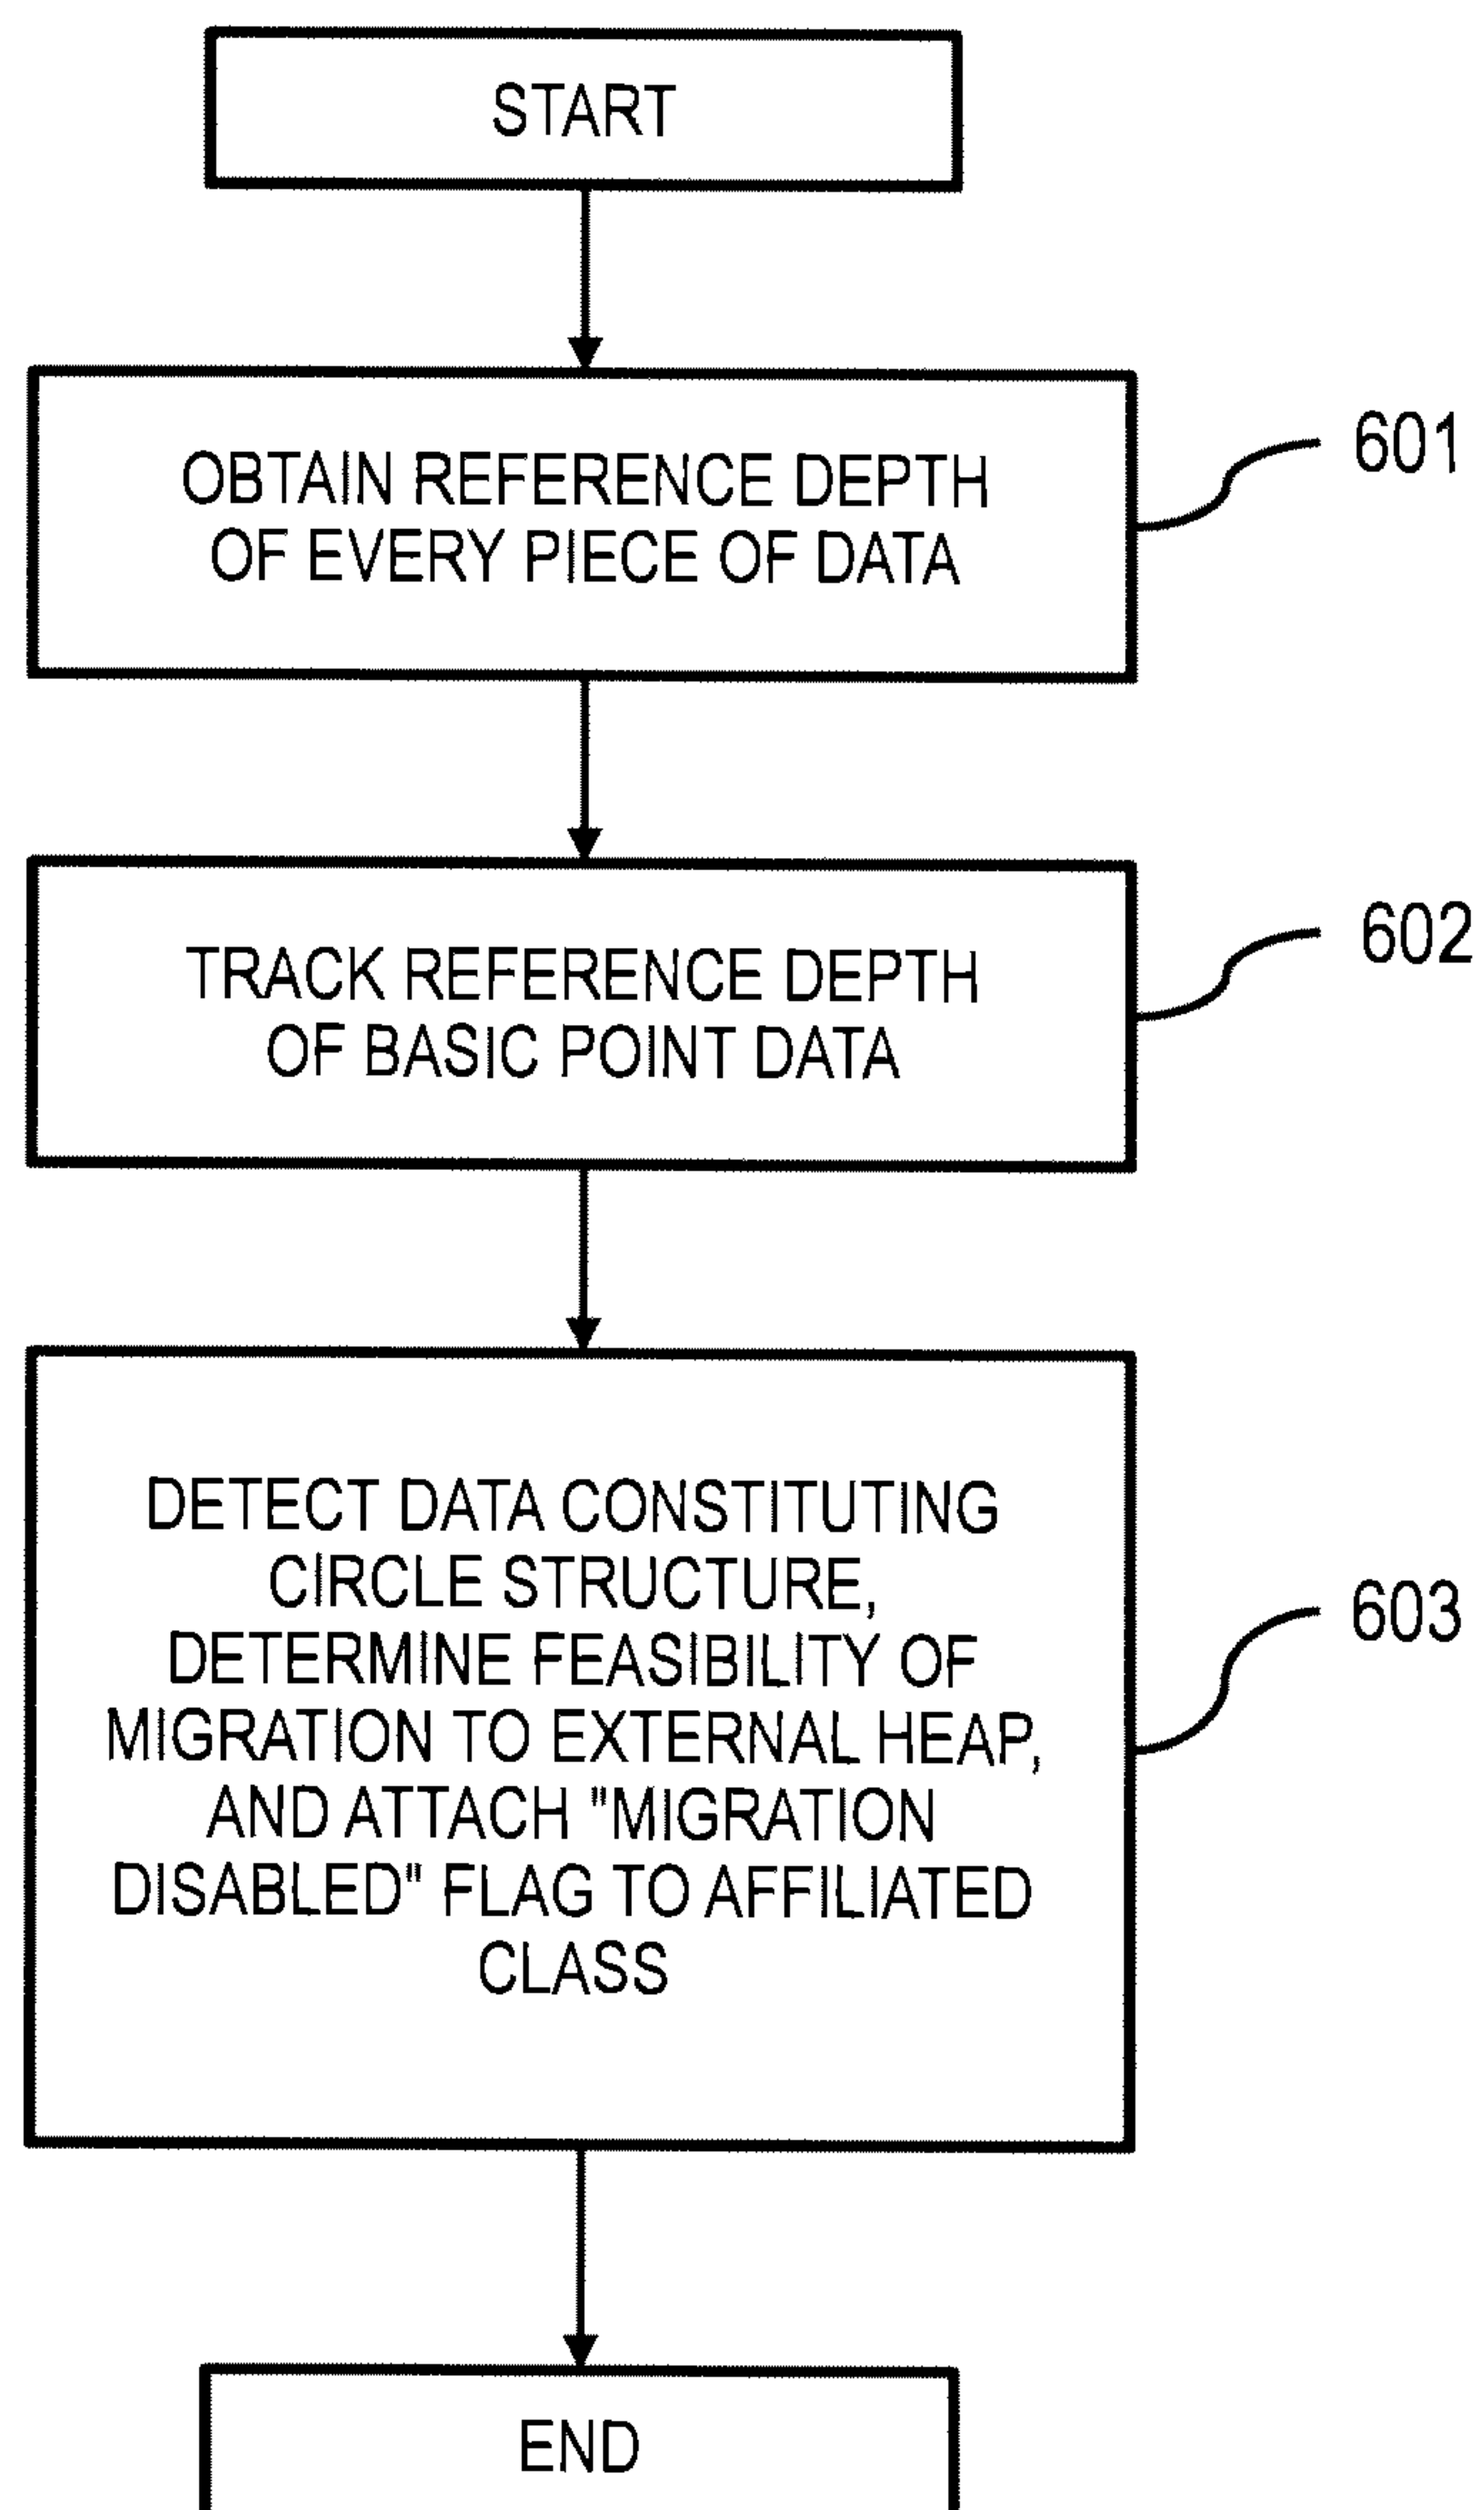 START
OBTAIN REFERENCE DEPTH
OF EVERY PIECE OF DATA
601
TRACK REFERENCE DEPTH
OF BASIC POINT DATA
602
DETECT DATA CONSTITUTING
CIRCLE STRUCTURE,
DETERMINE FEASIBILITY OF
MIGRATION TO EXTERNAL HEAP,
AND ATTACH "MIGRATION
DISABLED" FLAG TO AFFILIATED
CLASS
603
END